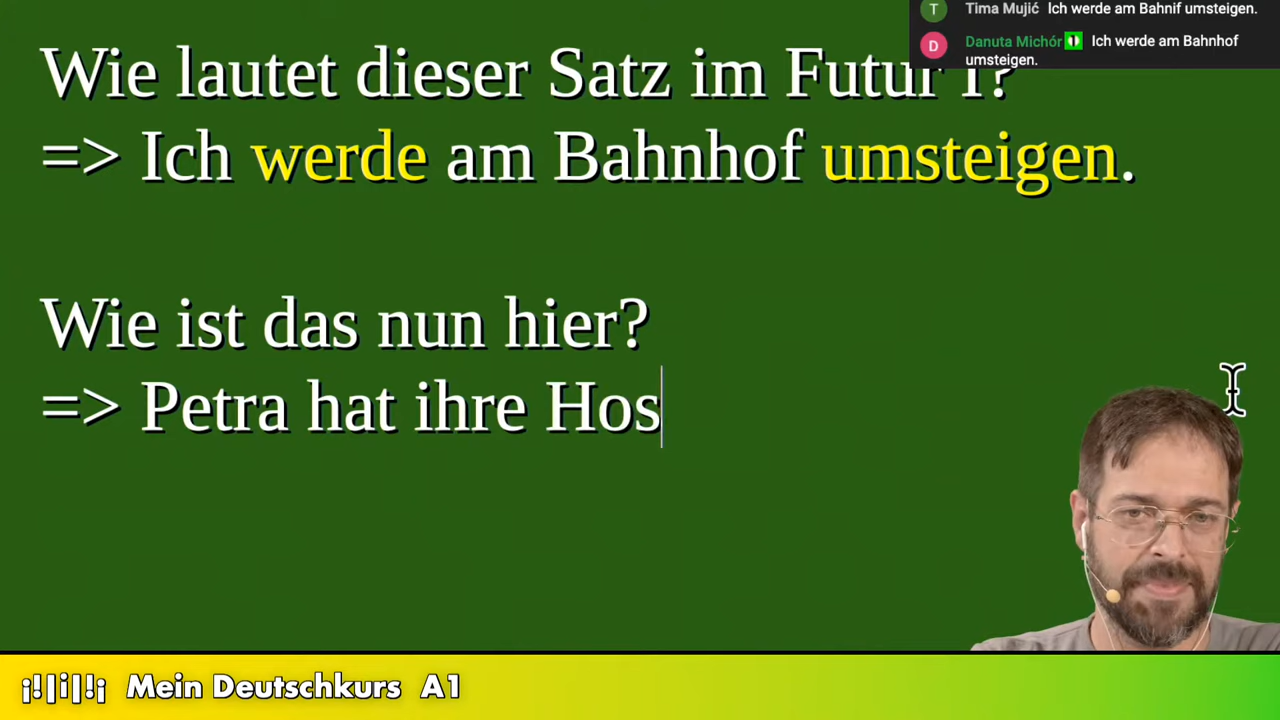 T Tima Mujić Ich werde am Bahnif umsteigen.
D Danuta Michór Ich werde am Bahnhof
umsteigen.
Wie lautet dieser Satz im Futur I?
=> Ich werde am Bahnhof umsteigen.
Wie ist das nun hier?
=> Petra hat ihre Hos
¡!|i|!¡ Mein Deutschkurs A1